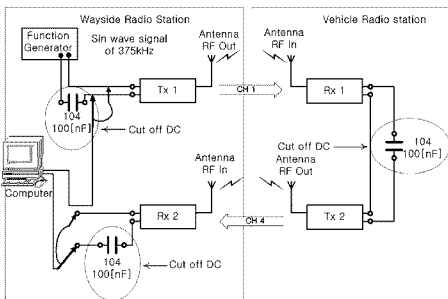 Wayside Radio Station
Vehicle Radio station
Function
Generator
Sin wave signal
of 375kHz
Antenna
RF Out
Antenna
RF In
Tx 1
CH 1
Rx 1
104
100[nF]
Cut off DC
Cut off DC
104
100[nF]
Computer
Antenna
RF In
Antenna
RF Out
Rx 2
CH 4
Tx 2
104
100[nF]
Cut off DC